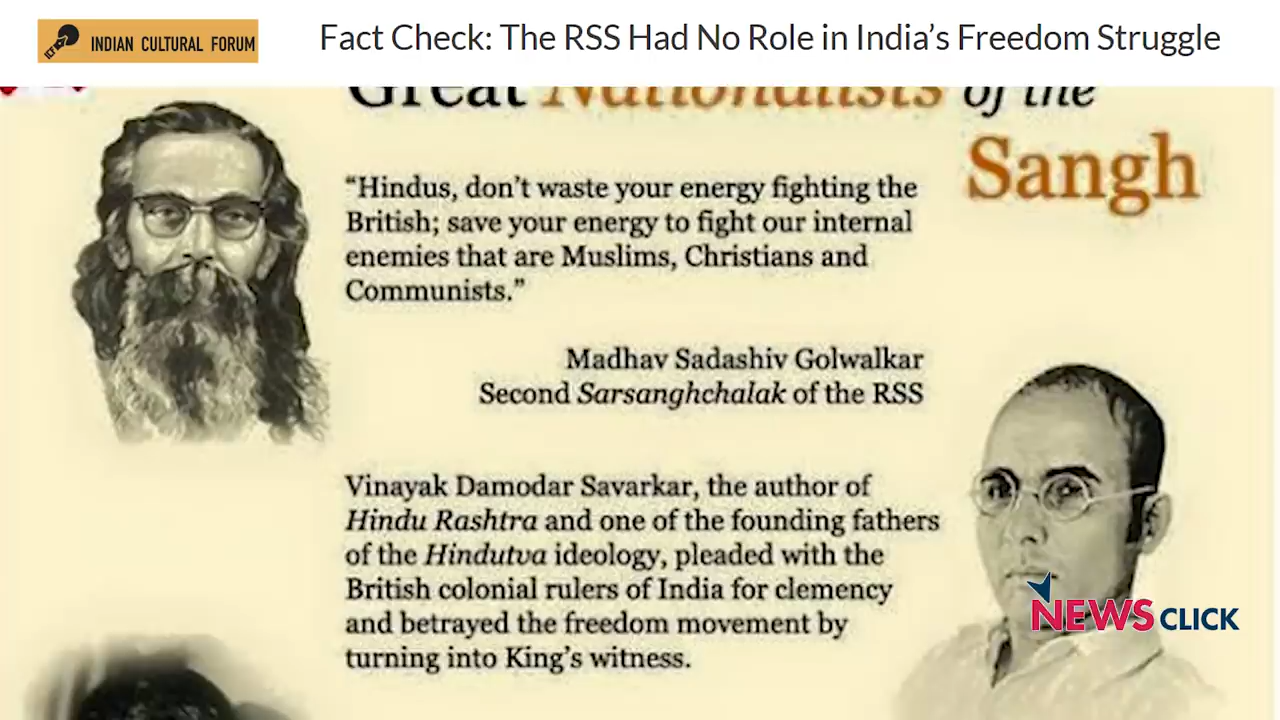 INDIAN CULTURAL FORUM
Fact Check: The RSS Had No Role in India’s Freedom Struggle
Great Nationalists of the
Sangh
“Hindus, don’t waste your energy fighting the
British; save your energy to fight our internal
enemies that are Muslims, Christians and
Communists.”
Madhav Sadashiv Golwalkar
Second Sarsanghchalak of the RSS
Vinayak Damodar Savarkar, the author of
Hindu Rashtra and one of the founding fathers
of the Hindutva ideology, pleaded with the
British colonial rulers of India for clemency
and betrayed the freedom movement by
turning into King’s witness.
NEWSCLICK